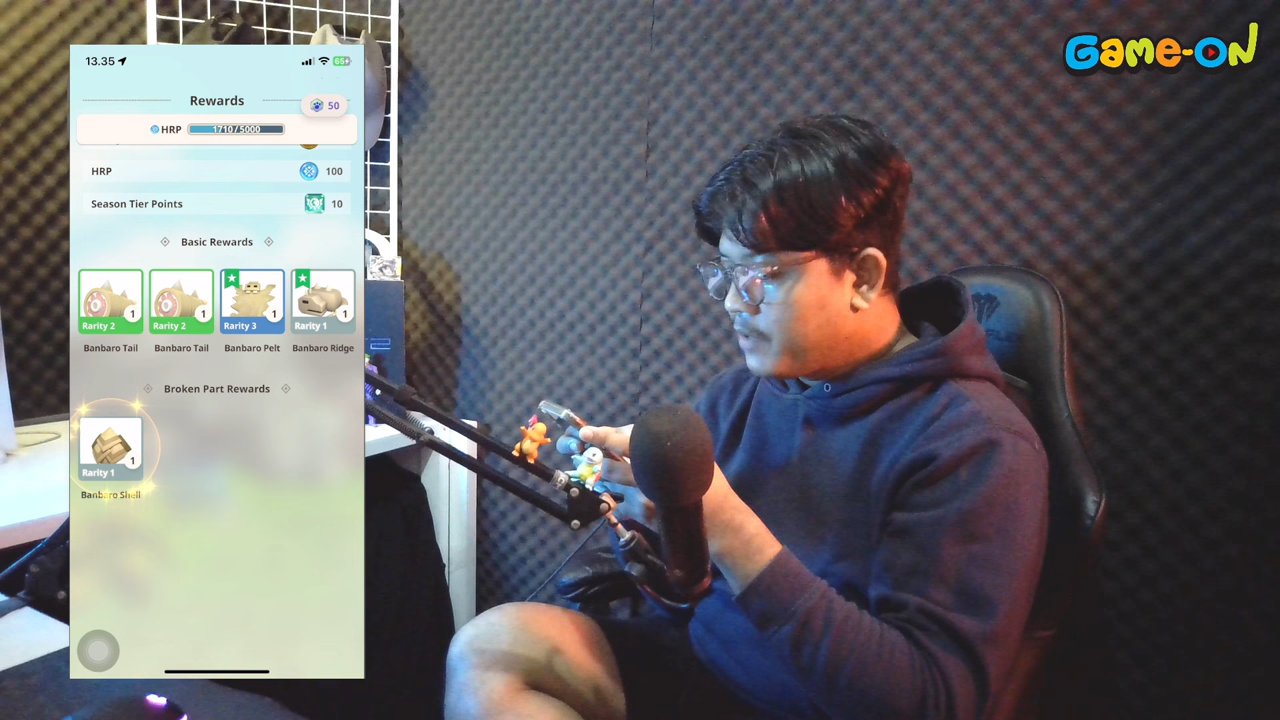 GAME-ON
13.35
65
Rewards
50
HRP 1710/5000
HRP 100
Season Tier Points 10
Basic Rewards
1 1 1 1
Rarity 2 Rarity 2 Rarity 3 Rarity 1
Banbaro Tail Banbaro Tail Banbaro Pelt Banbaro Ridge
Broken Part Rewards
1
Rarity 1
Banbaro Shell